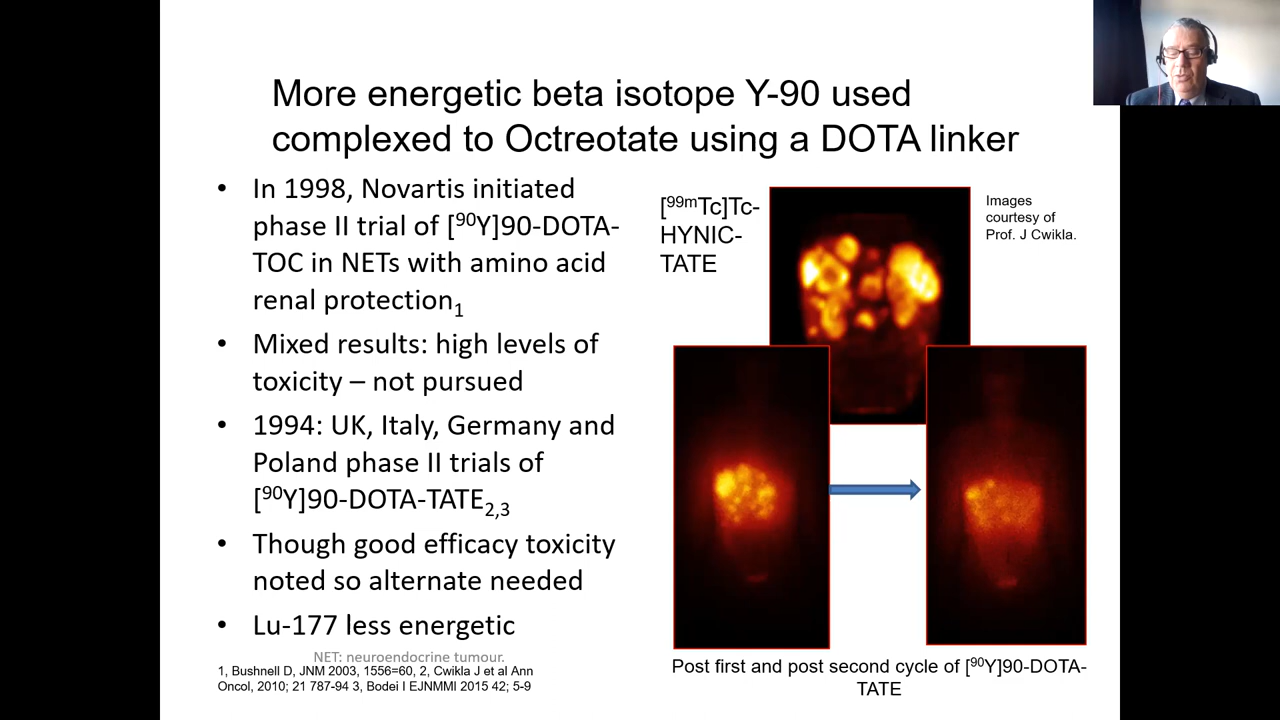 More energetic beta isotope Y-90 used
complexed to Octreotate using a DOTA linker
• In 1998, Novartis initiated
phase II trial of [⁹⁰Y]90-DOTA-
TOC in NETs with amino acid
renal protection₁
• Mixed results: high levels of
toxicity – not pursued
• 1994: UK, Italy, Germany and
Poland phase II trials of
[⁹⁰Y]90-DOTA-TATE₂,₃
• Though good efficacy toxicity
noted so alternate needed
• Lu-177 less energetic
NET: neuroendocrine tumour.
1, Bushnell D, JNM 2003, 1556=60, 2, Cwikla J et al Ann
Oncol, 2010; 21 787-94 3, Bodei I EJNMMI 2015 42; 5-9
[⁹⁹ᵐTc]Tc-
HYNIC-
TATE
Images
courtesy of
Prof. J Cwikla.
Post first and post second cycle of [⁹⁰Y]90-DOTA-
TATE